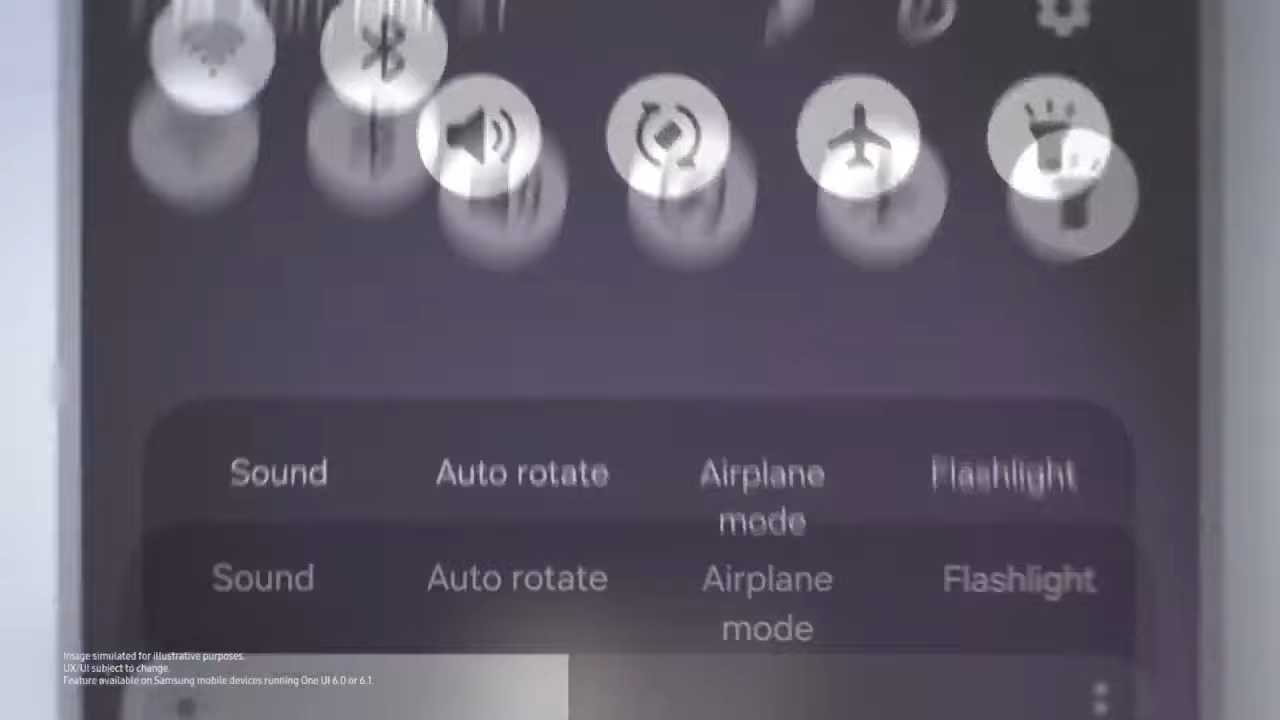 Sound Auto rotate Airplane Flashlight
mode
Sound Auto rotate Airplane Flashlight
mode
Image simulated for illustrative purposes.
UX/UI subject to change.
Feature available on Samsung mobile devices running One UI 6.0 or 6.1.